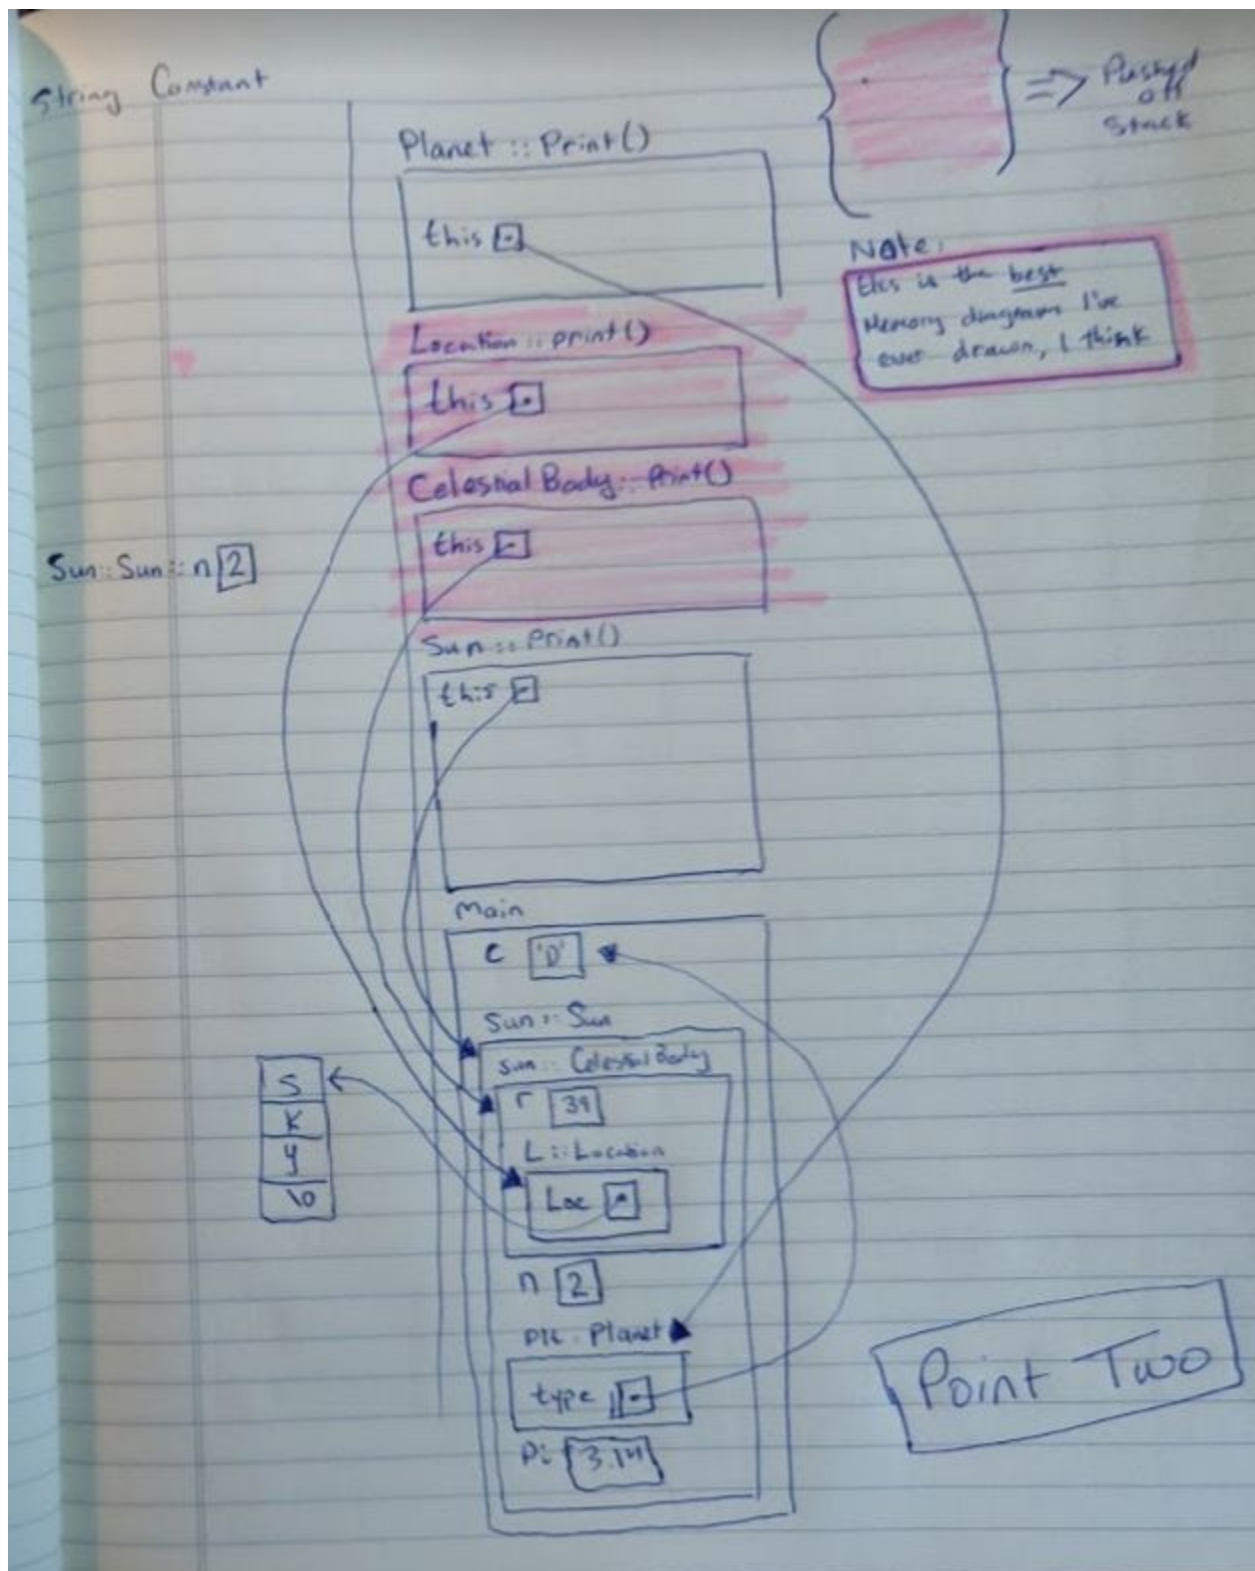 String Constant
Planet :: Print()
this
=> Pushed
off
Stack
Note:
this is the best
Memory diagram I've
ever drawn, I think
Location :: print()
this
Celestial Body :: Print()
this
Sun :: Sun :: n 2
Sun :: Print()
this
Main
C 'D'
Sun :: Sun
Sun :: Celestial Body
r 39
L :: Location
Loc
S
K
y
\0
n 2
Plt : Planet
type
Pi 3.14
Point Two